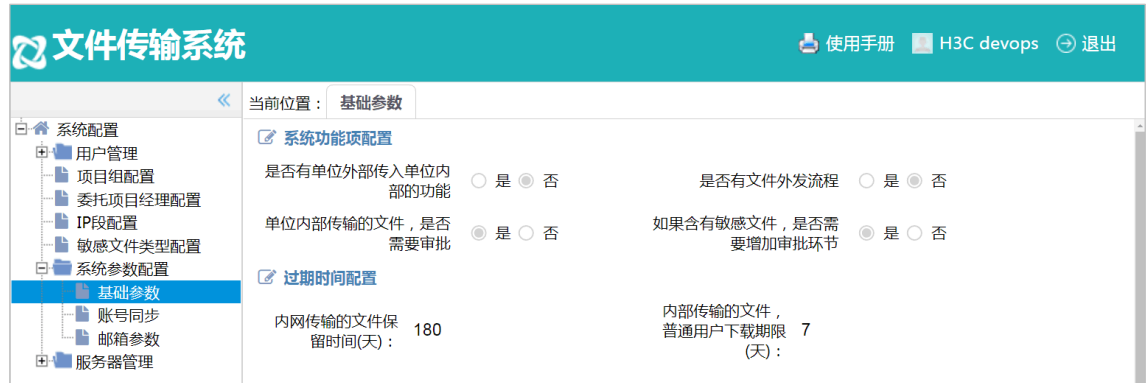 文件传输系统
使用手册 H3C devops 退出
当前位置： 基础参数
系统配置
用户管理
项目组配置
委托项目经理配置
IP段配置
敏感文件类型配置
系统参数配置
基础参数
账号同步
邮箱参数
服务器管理
系统功能项配置
是否有单位外部传入单位内
部的功能
是 否
是否有文件外发流程
是 否
单位内部传输的文件，是否
需要审批
是 否
如果含有敏感文件，是否需
要增加审批环节
是 否
过期时间配置
内网传输的文件保
留时间(天)：
180
内部传输的文件，
普通用户下载期限
(天)：
7